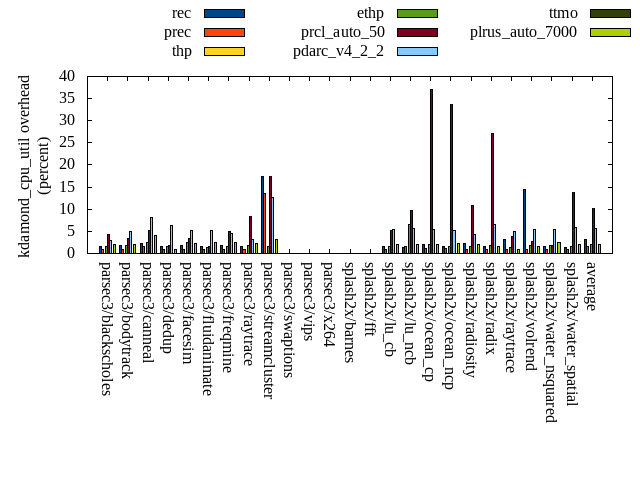 rec
prec
thp
ethp
prcl_auto_50
pdarc_v4_2_2
ttmo
plrus_auto_7000
kdamond_cpu_util overhead
(percent)
40
35
30
25
20
15
10
5
0
parsec3/blackscholes
parsec3/bodytrack
parsec3/canneal
parsec3/dedup
parsec3/facesim
parsec3/fluidanimate
parsec3/freqmine
parsec3/raytrace
parsec3/streamcluster
parsec3/swaptions
parsec3/vips
parsec3/x264
splash2x/barnes
splash2x/fft
splash2x/lu_cb
splash2x/lu_ncb
splash2x/ocean_cp
splash2x/ocean_ncp
splash2x/radiosity
splash2x/radix
splash2x/raytrace
splash2x/volrend
splash2x/water_nsquared
splash2x/water_spatial
average